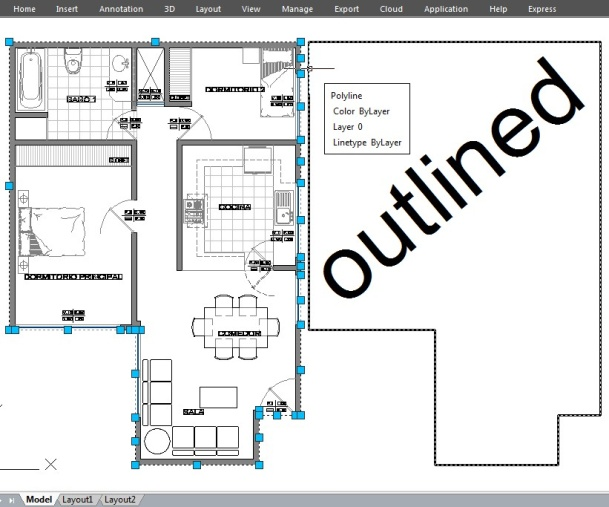 Home Insert Annotation 3D Layout View Manage Export Cloud Application Help Express
BAÑO 1
DORMITORIO 2
Polyline
Color ByLayer
Layer 0
Linetype ByLayer
outlined
COCINA
DORMITORIO PRINCIPAL
COMEDOR
SALA
Model Layout1 Layout2